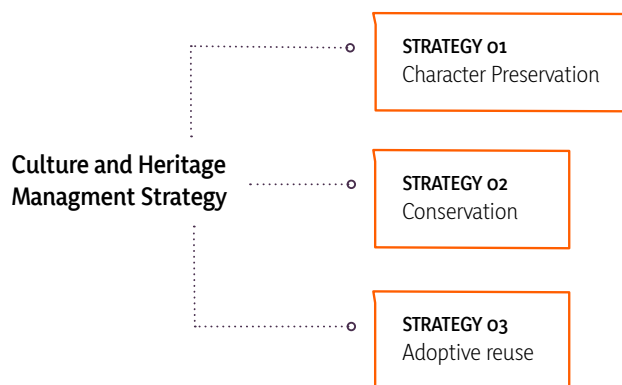 STRATEGY 01
Character Preservation
Culture and Heritage
Managment Strategy
STRATEGY 02
Conservation
STRATEGY 03
Adoptive reuse